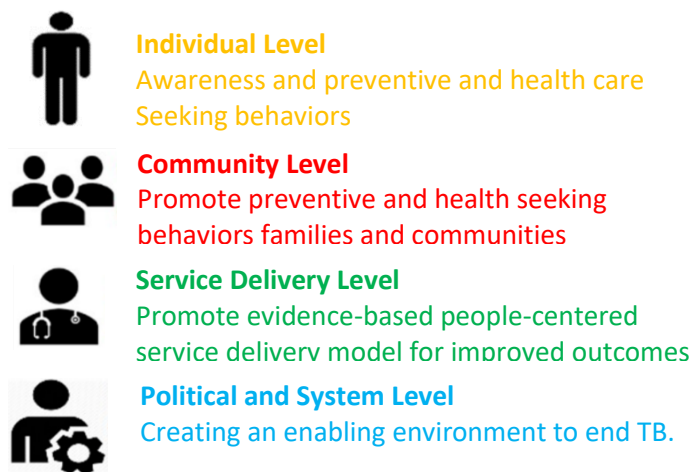 Individual Level
Awareness and preventive and health care
Seeking behaviors
Community Level
Promote preventive and health seeking
behaviors families and communities
Service Delivery Level
Promote evidence-based people-centered
service delivery model for improved outcomes
Political and System Level
Creating an enabling environment to end TB.